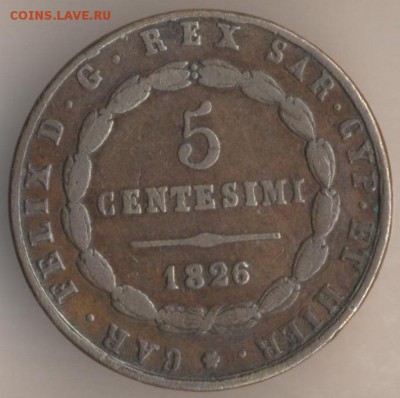 COINS.LAVE.RU
CAR · FELIX D · G · REX SAR · CYP · ET HIER ·
5
CENTESIMI
1826